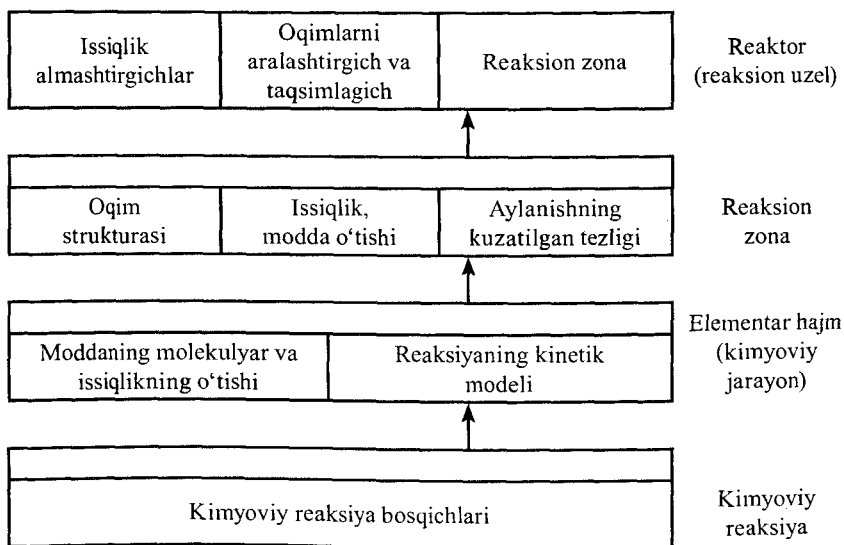 Issiqlik
almashtirgichlar
Oqimlarni
aralashtirgich va
taqsimlagich
Reaksion zona
Reaktor
(reaksion uzel)
Oqim
strukturasi
Issiqlik,
modda o‘tishi
Aylanishning
kuzatilgan tezligi
Reaksion
zona
Moddaning molekulyar va
issiqlikning o‘tishi
Reaksiyaning kinetik
modeli
Elementar hajm
(kimyoviy
jarayon)
Kimyoviy reaksiya bosqichlari
Kimyoviy
reaksiya